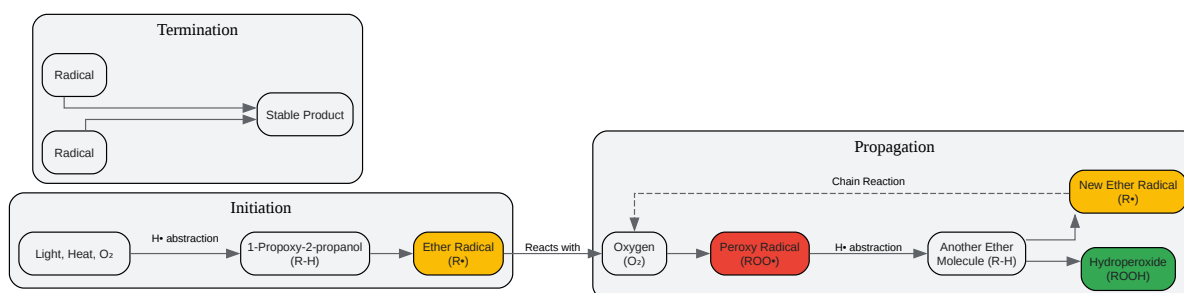 Termination
Radical
Stable Product
Radical
Initiation
Light, Heat, O₂
H• abstraction
1-Propoxy-2-propanol
(R-H)
Ether Radical
(R•)
Reacts with
Propagation
Chain Reaction
New Ether Radical
(R•)
Oxygen
(O₂)
Peroxy Radical
(ROO•)
H• abstraction
Another Ether
Molecule (R-H)
Hydroperoxide
(ROOH)